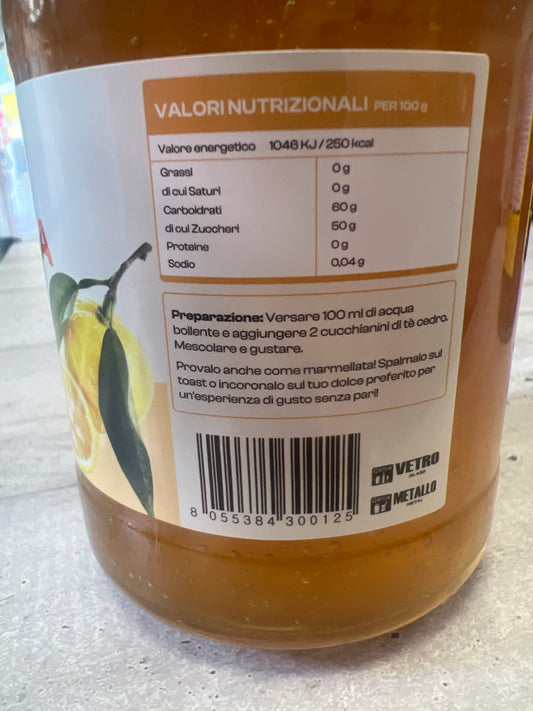 VALORI NUTRIZIONALI PER 100 g
Valore energetico 1046 KJ / 250 kcal
Grassi 0 g
di cui Saturi 0 g
Carboidrati 60 g
di cui Zuccheri 50 g
Proteine 0 g
Sodio 0,04 g
A
Preparazione: Versare 100 ml di acqua
bollente e aggiungere 2 cucchianini di tè cedro.
Mescolare e gustare.
Provalo anche come marmellata! Spalmalo sul
toast o incoronalo sul tuo dolce preferito per
un'esperienza di gusto senza pari!
VETRO
GLASS
METALLO
METAL
8 055384 300125